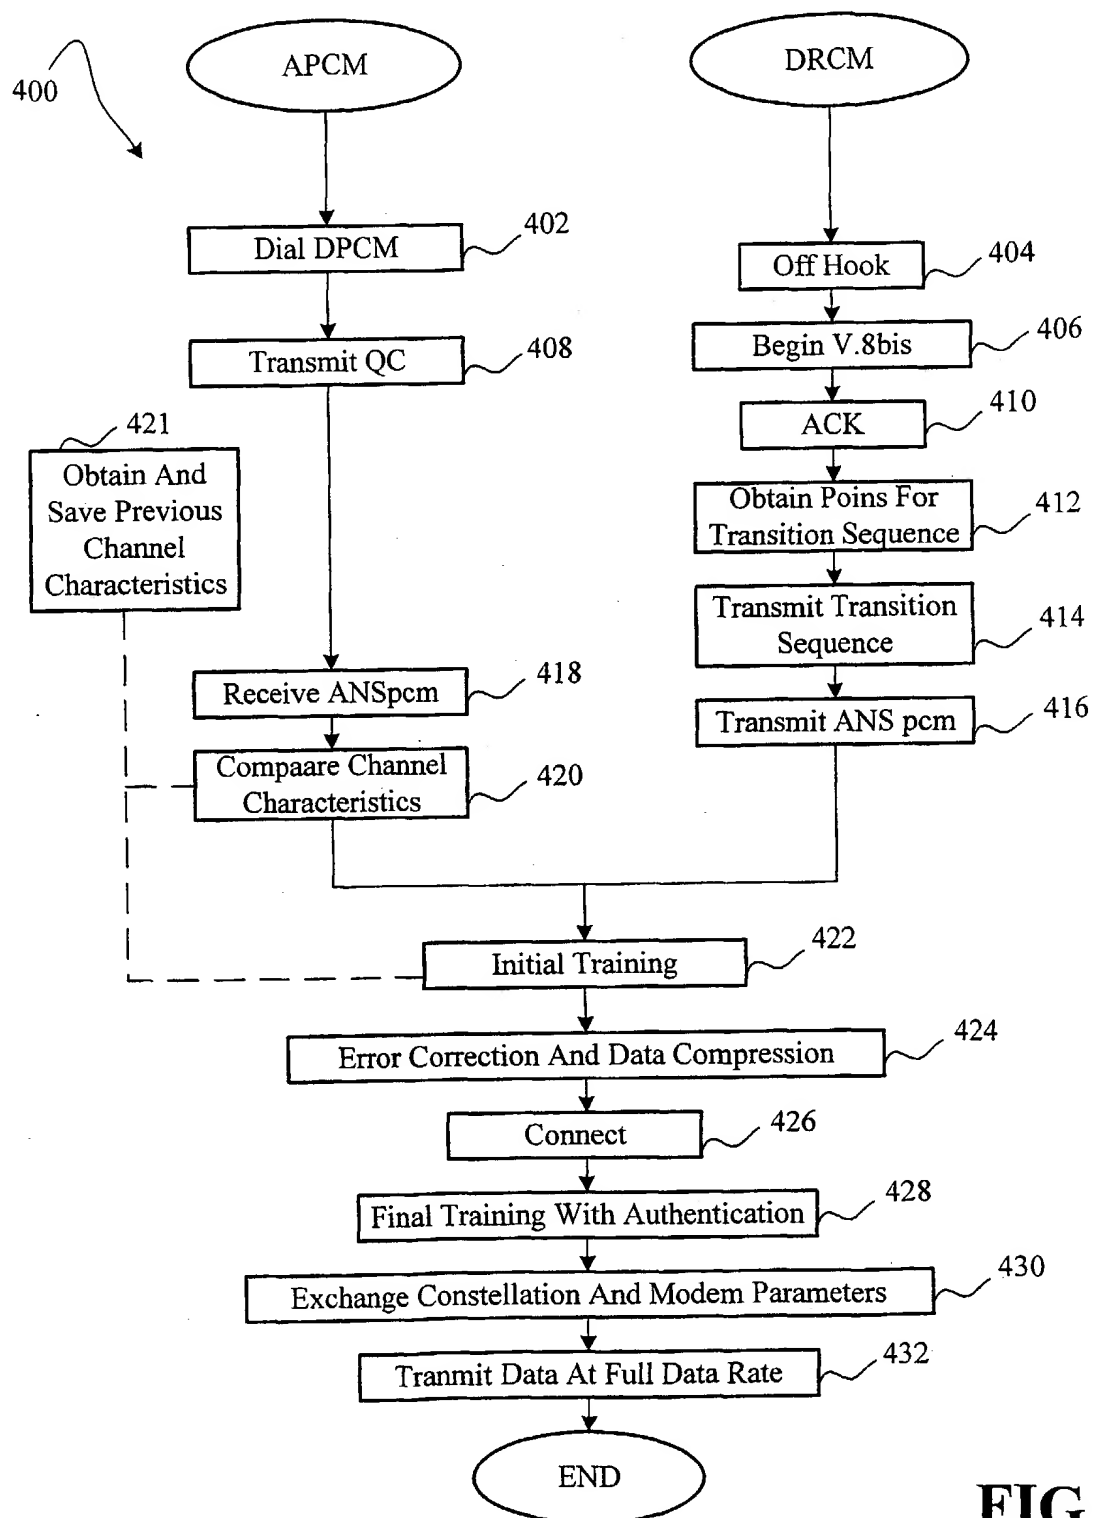 APCM
DRCM
400
Dial DPCM
402
Off Hook
404
Transmit QC
408
Begin V.8bis
406
ACK
410
421
Obtain And
Save Previous
Channel
Characteristics
Obtain Poins For
Transition Sequence
412
Transmit Transition
Sequence
414
Receive ANSpcm
418
Transmit ANS pcm
416
Compaare Channel
Characteristics
420
Initial Training
422
Error Correction And Data Compression
424
Connect
426
Final Training With Authentication
428
Exchange Constellation And Modem Parameters
430
Tranmit Data At Full Data Rate
432
END
FIG